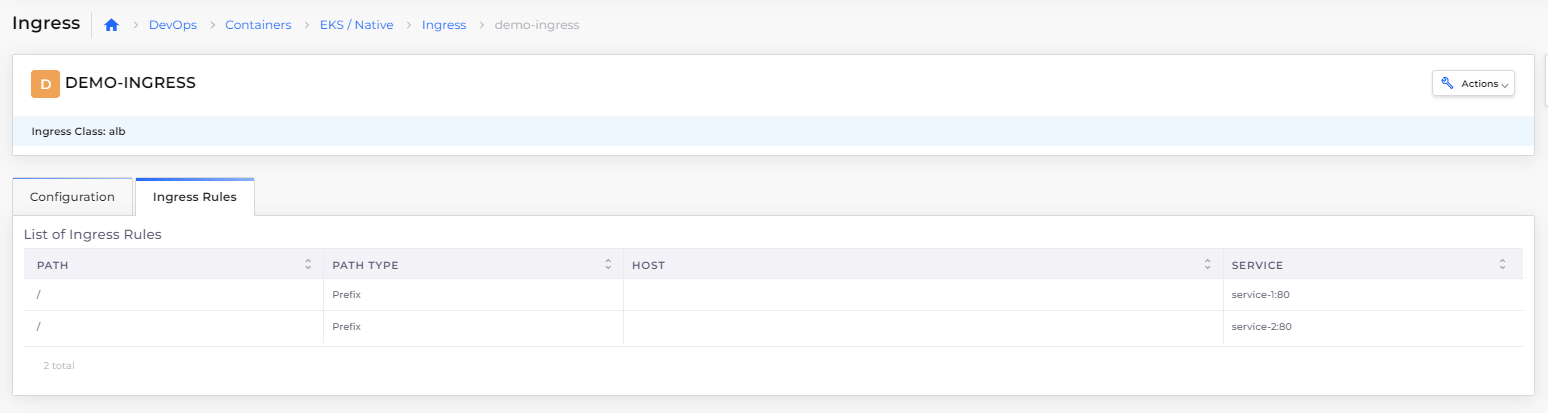 Ingress DevOps Containers EKS / Native Ingress demo-ingress
D DEMO-INGRESS Actions
Ingress Class: alb
Configuration Ingress Rules
List of Ingress Rules
PATH PATH TYPE HOST SERVICE
/ Prefix service-1:80
/ Prefix service-2:80
2 total